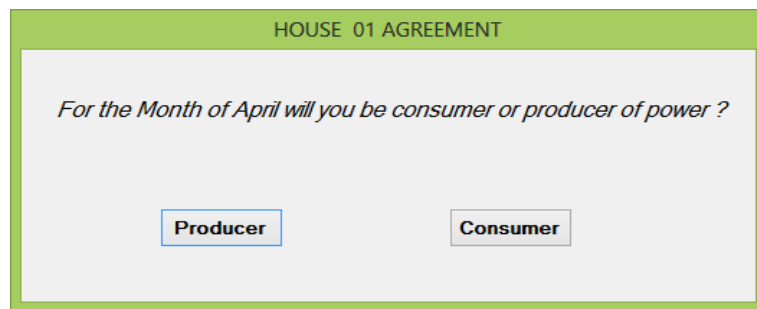 HOUSE  01 AGREEMENT
For the Month of April will you be consumer or producer of power ?
Producer
Consumer